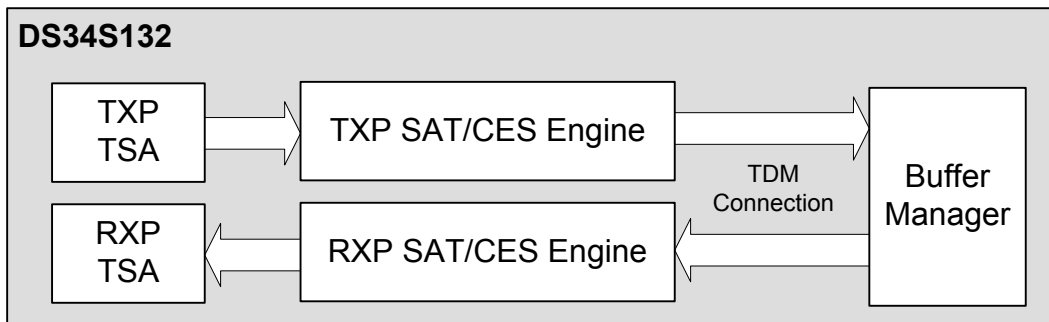 DS34S132
TXP
TSA
TXP SAT/CES Engine
TDM
Connection
Buffer
Manager
RXP
TSA
RXP SAT/CES Engine